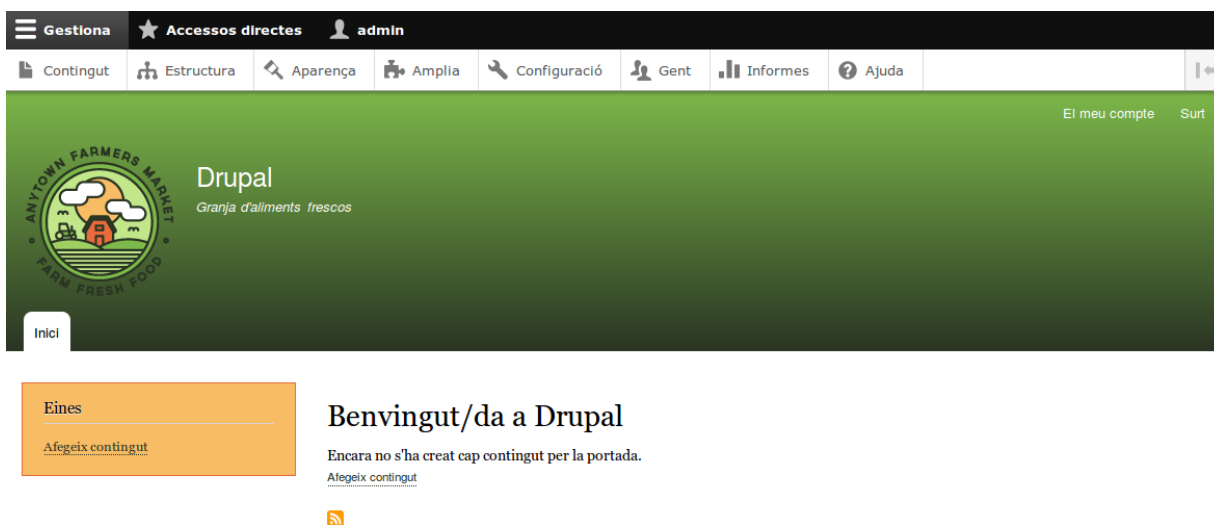 Gestiona Accessos directes admin
Contingut Estructura Aparença Amplia Configuració Gent Informes Ajuda
El meu compte Surt
ANYTOWN FARMERS MARKET
FARM FRESH FOOD
Drupal
Granja d'aliments frescos
Inici
Eines
Afegeix contingut
Benvingut/da a Drupal
Encara no s'ha creat cap contingut per la portada.
Afegeix contingut